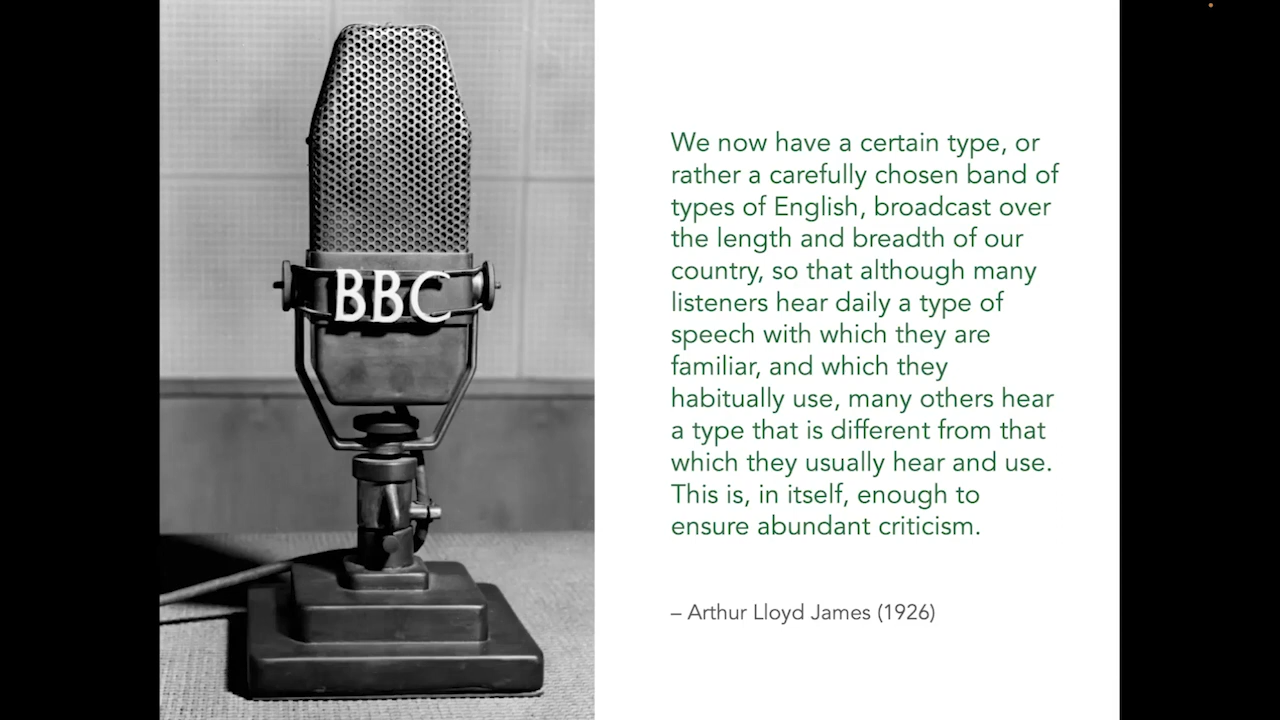 BBC
We now have a certain type, or
rather a carefully chosen band of
types of English, broadcast over
the length and breadth of our
country, so that although many
listeners hear daily a type of
speech with which they are
familiar, and which they
habitually use, many others hear
a type that is different from that
which they usually hear and use.
This is, in itself, enough to
ensure abundant criticism.
– Arthur Lloyd James (1926)